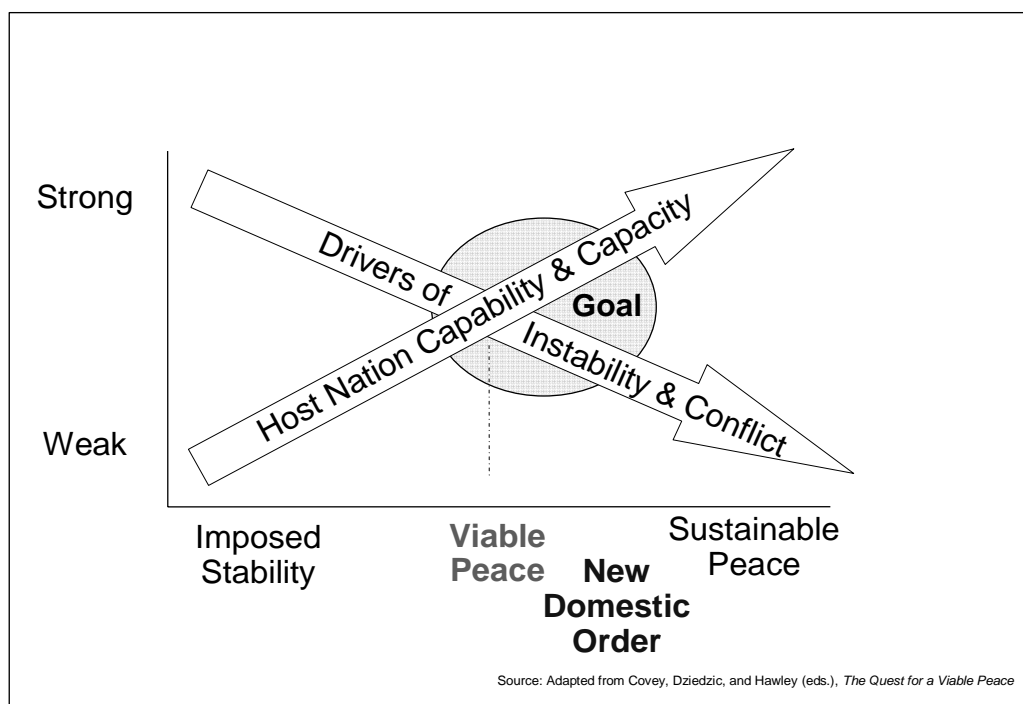 Strong
Drivers of
Instability & Conflict
Host Nation Capability & Capacity
Goal
Weak
Imposed
Stability
Viable
Peace
New
Domestic
Order
Sustainable
Peace
Source: Adapted from Covey, Dziedzic, and Hawley (eds.), The Quest for a Viable Peace